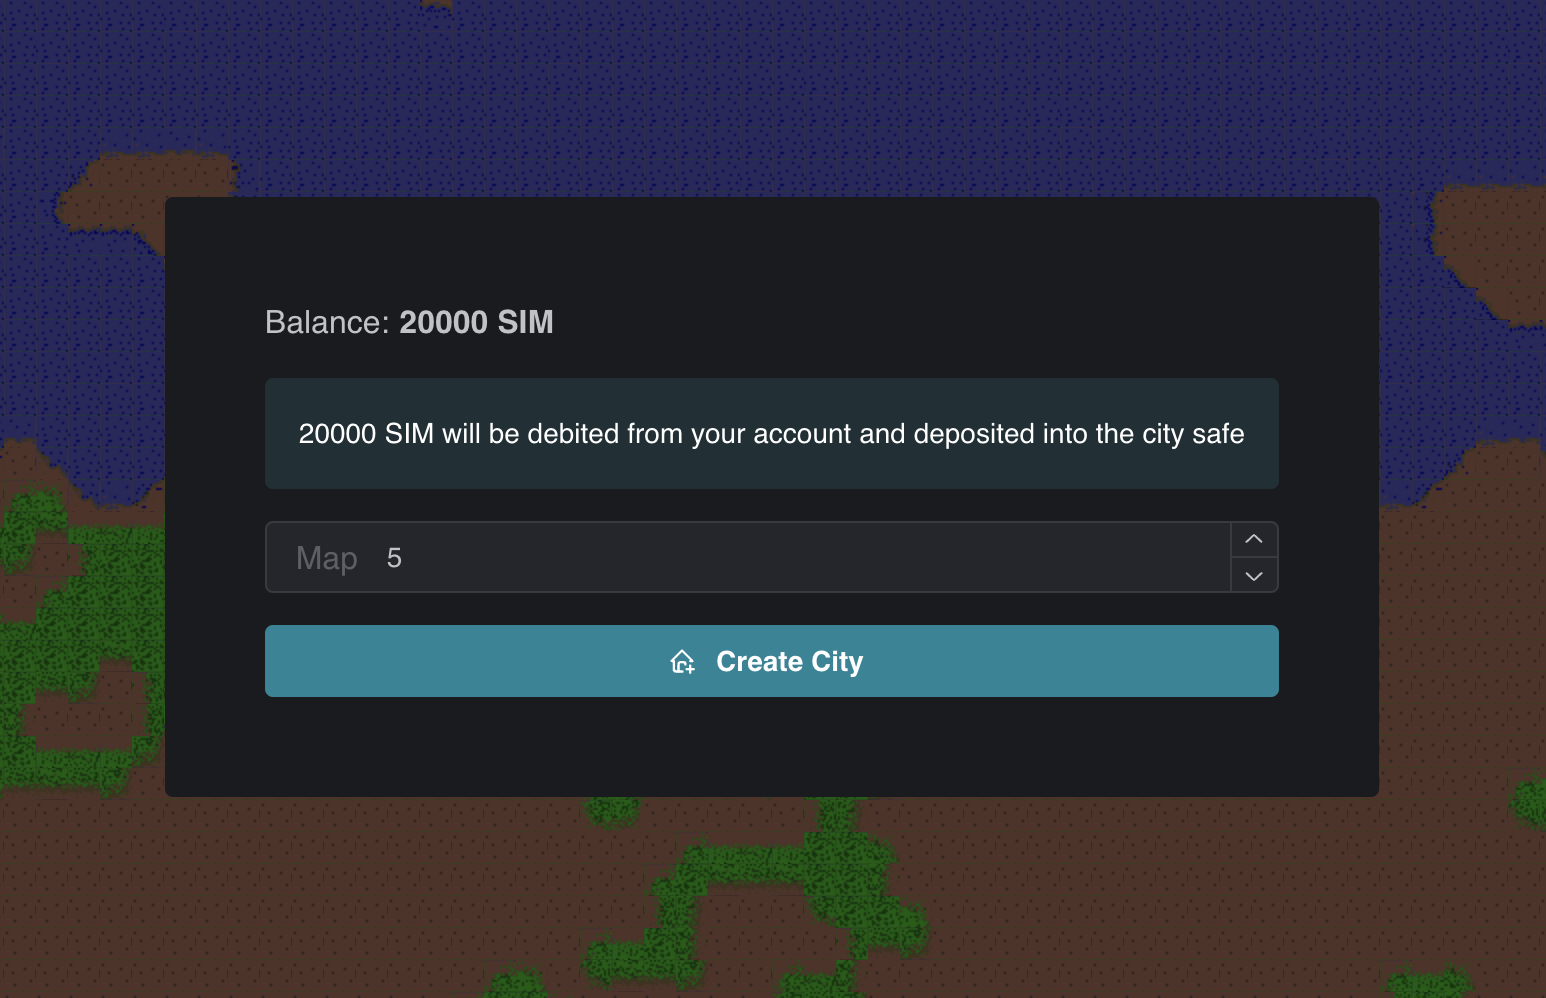 Balance: 20000 SIM
20000 SIM will be debited from your account and deposited into the city safe
Map 5
Create City